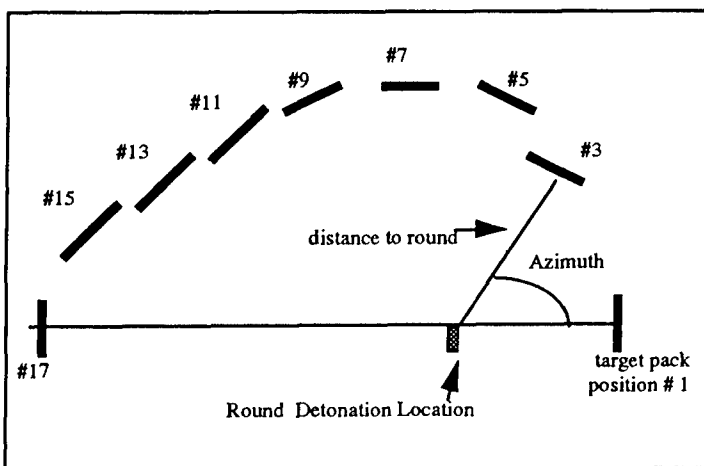 #7
#9
#5
#11
#3
#13
#15
distance to round
Azimuth
#17
target pack
position # 1
Round Detonation Location